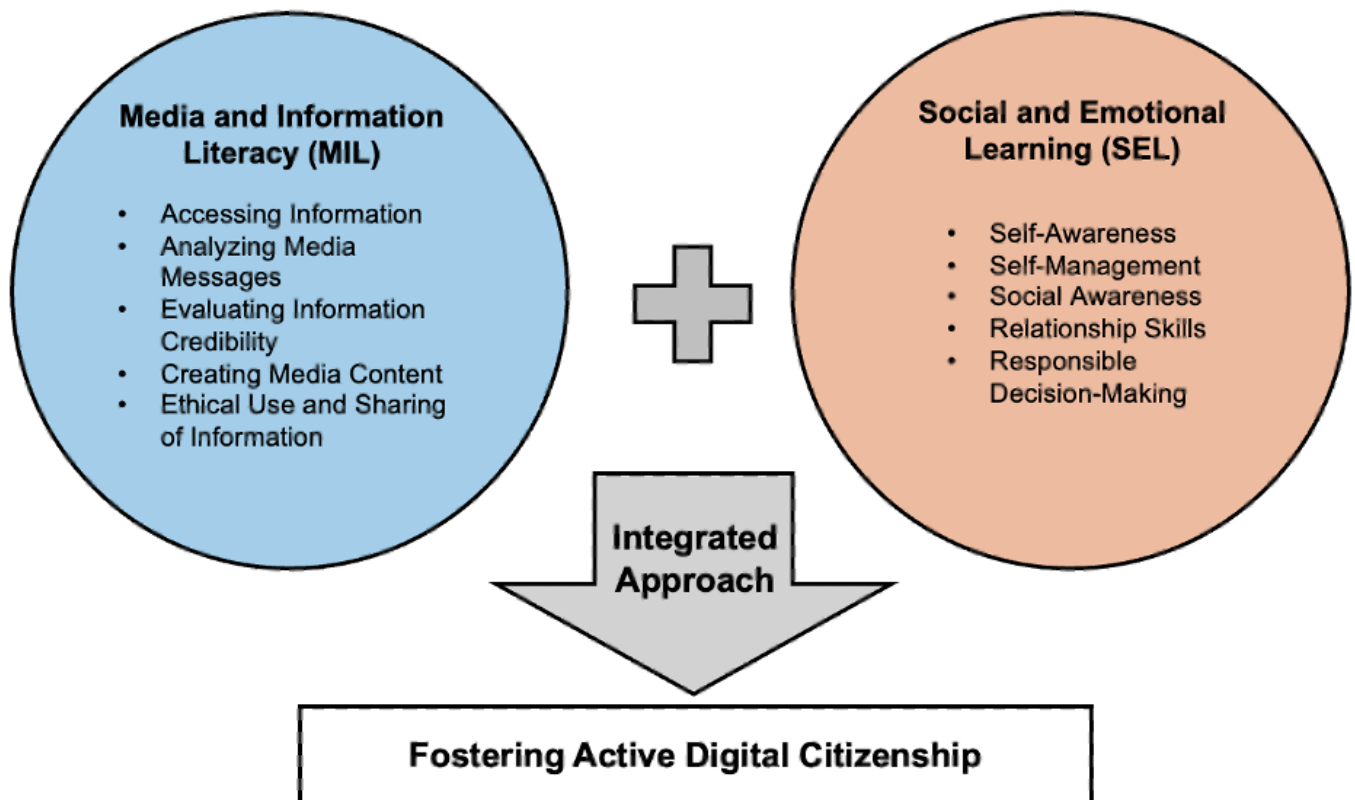 Media and Information
Literacy (MIL)
• Accessing Information
• Analyzing Media
Messages
• Evaluating Information
Credibility
• Creating Media Content
• Ethical Use and Sharing
of Information
Social and Emotional
Learning (SEL)
• Self-Awareness
• Self-Management
• Social Awareness
• Relationship Skills
• Responsible
Decision-Making
Integrated
Approach
Fostering Active Digital Citizenship